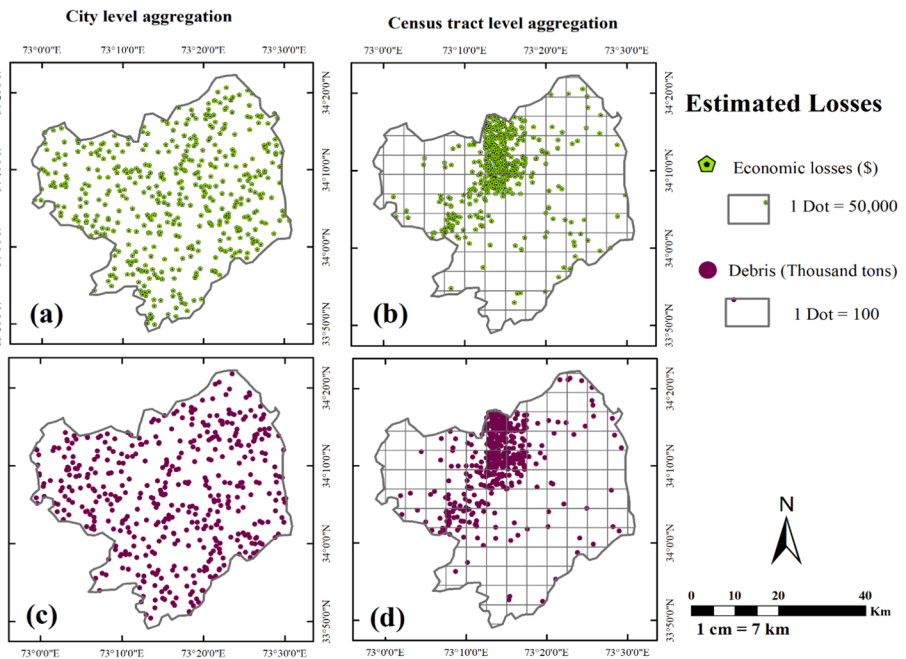 City level aggregation
Census tract level aggregation
73°0'0"E 73°10'0"E 73°20'0"E 73°30'0"E
73°0'0"E 73°10'0"E 73°20'0"E 73°30'0"E
34°20'0"N
34°10'0"N
34°0'0"N
33°50'0"N
34°20'0"N
34°10'0"N
34°0'0"N
33°50'0"N
(a)
(b)
Estimated Losses
Economic losses ($)
1 Dot = 50,000
Debris (Thousand tons)
1 Dot = 100
34°20'0"N
34°10'0"N
34°0'0"N
33°50'0"N
34°20'0"N
34°10'0"N
34°0'0"N
33°50'0"N
(c)
(d)
73°0'0"E 73°10'0"E 73°20'0"E 73°30'0"E
73°0'0"E 73°10'0"E 73°20'0"E 73°30'0"E
N
0 10 20 40
Km
1 cm = 7 km